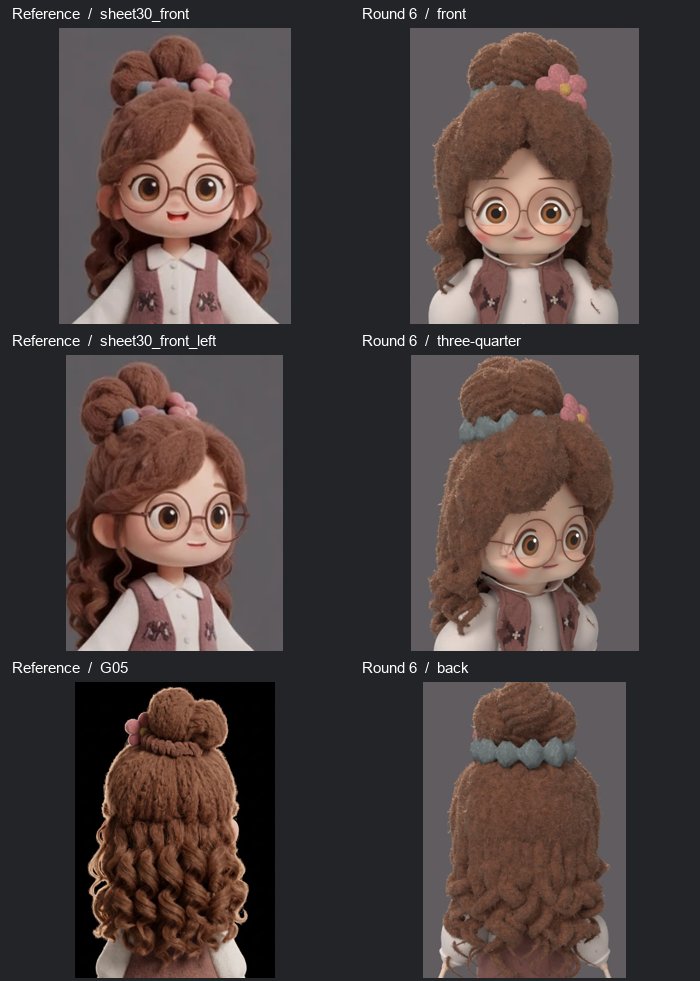 Reference / sheet30_front
Round 6 / front
Reference / sheet30_front_left
Round 6 / three-quarter
Reference / G05
Round 6 / back